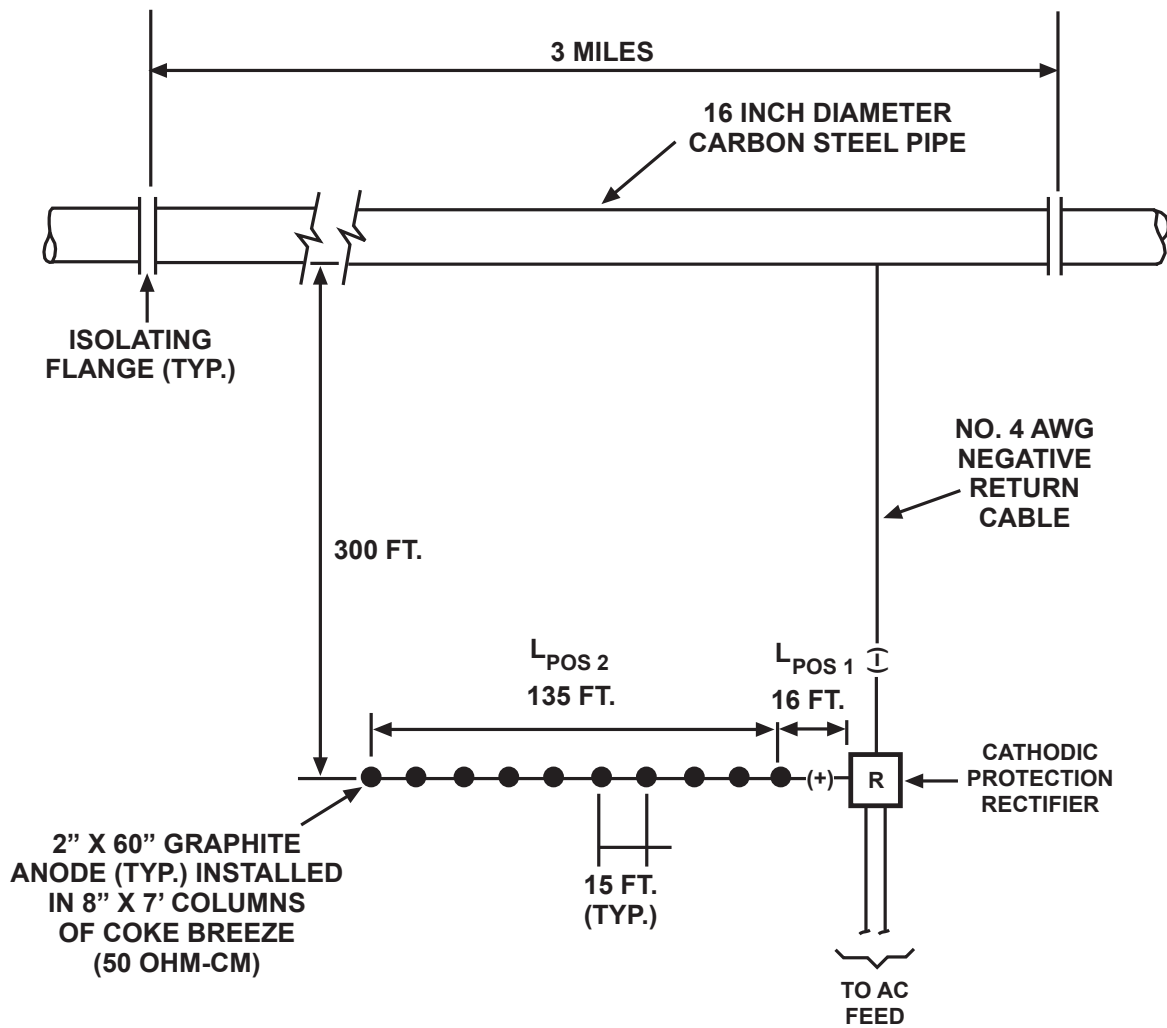 3 MILES
16 INCH DIAMETER
CARBON STEEL PIPE
ISOLATING
FLANGE (TYP.)
300 FT.
NO. 4 AWG
NEGATIVE
RETURN
CABLE
L POS 2
135 FT.
L POS 1
16 FT.
(-)
(+)
R
CATHODIC
PROTECTION
RECTIFIER
2” X 60” GRAPHITE
ANODE (TYP.) INSTALLED
IN 8” X 7’ COLUMNS
OF COKE BREEZE
(50 OHM-CM)
15 FT.
(TYP.)
TO AC
FEED